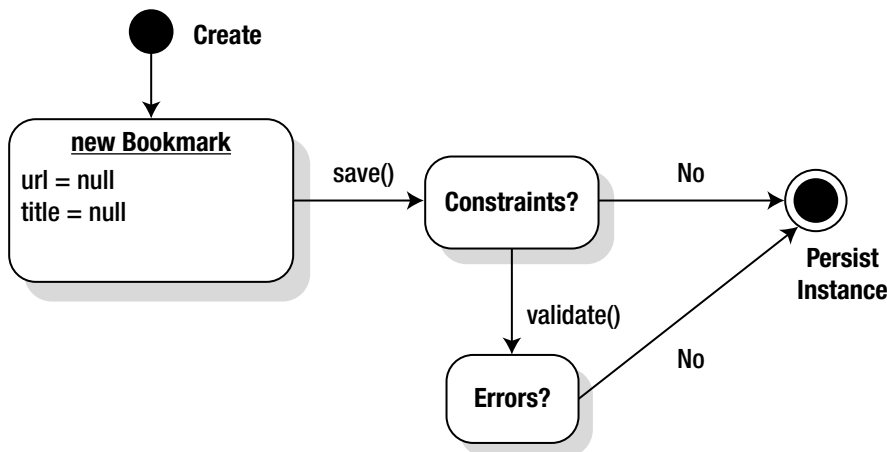 Create
new Bookmark
url = null
title = null
save()
Constraints?
No
Persist
Instance
validate()
Errors?
No